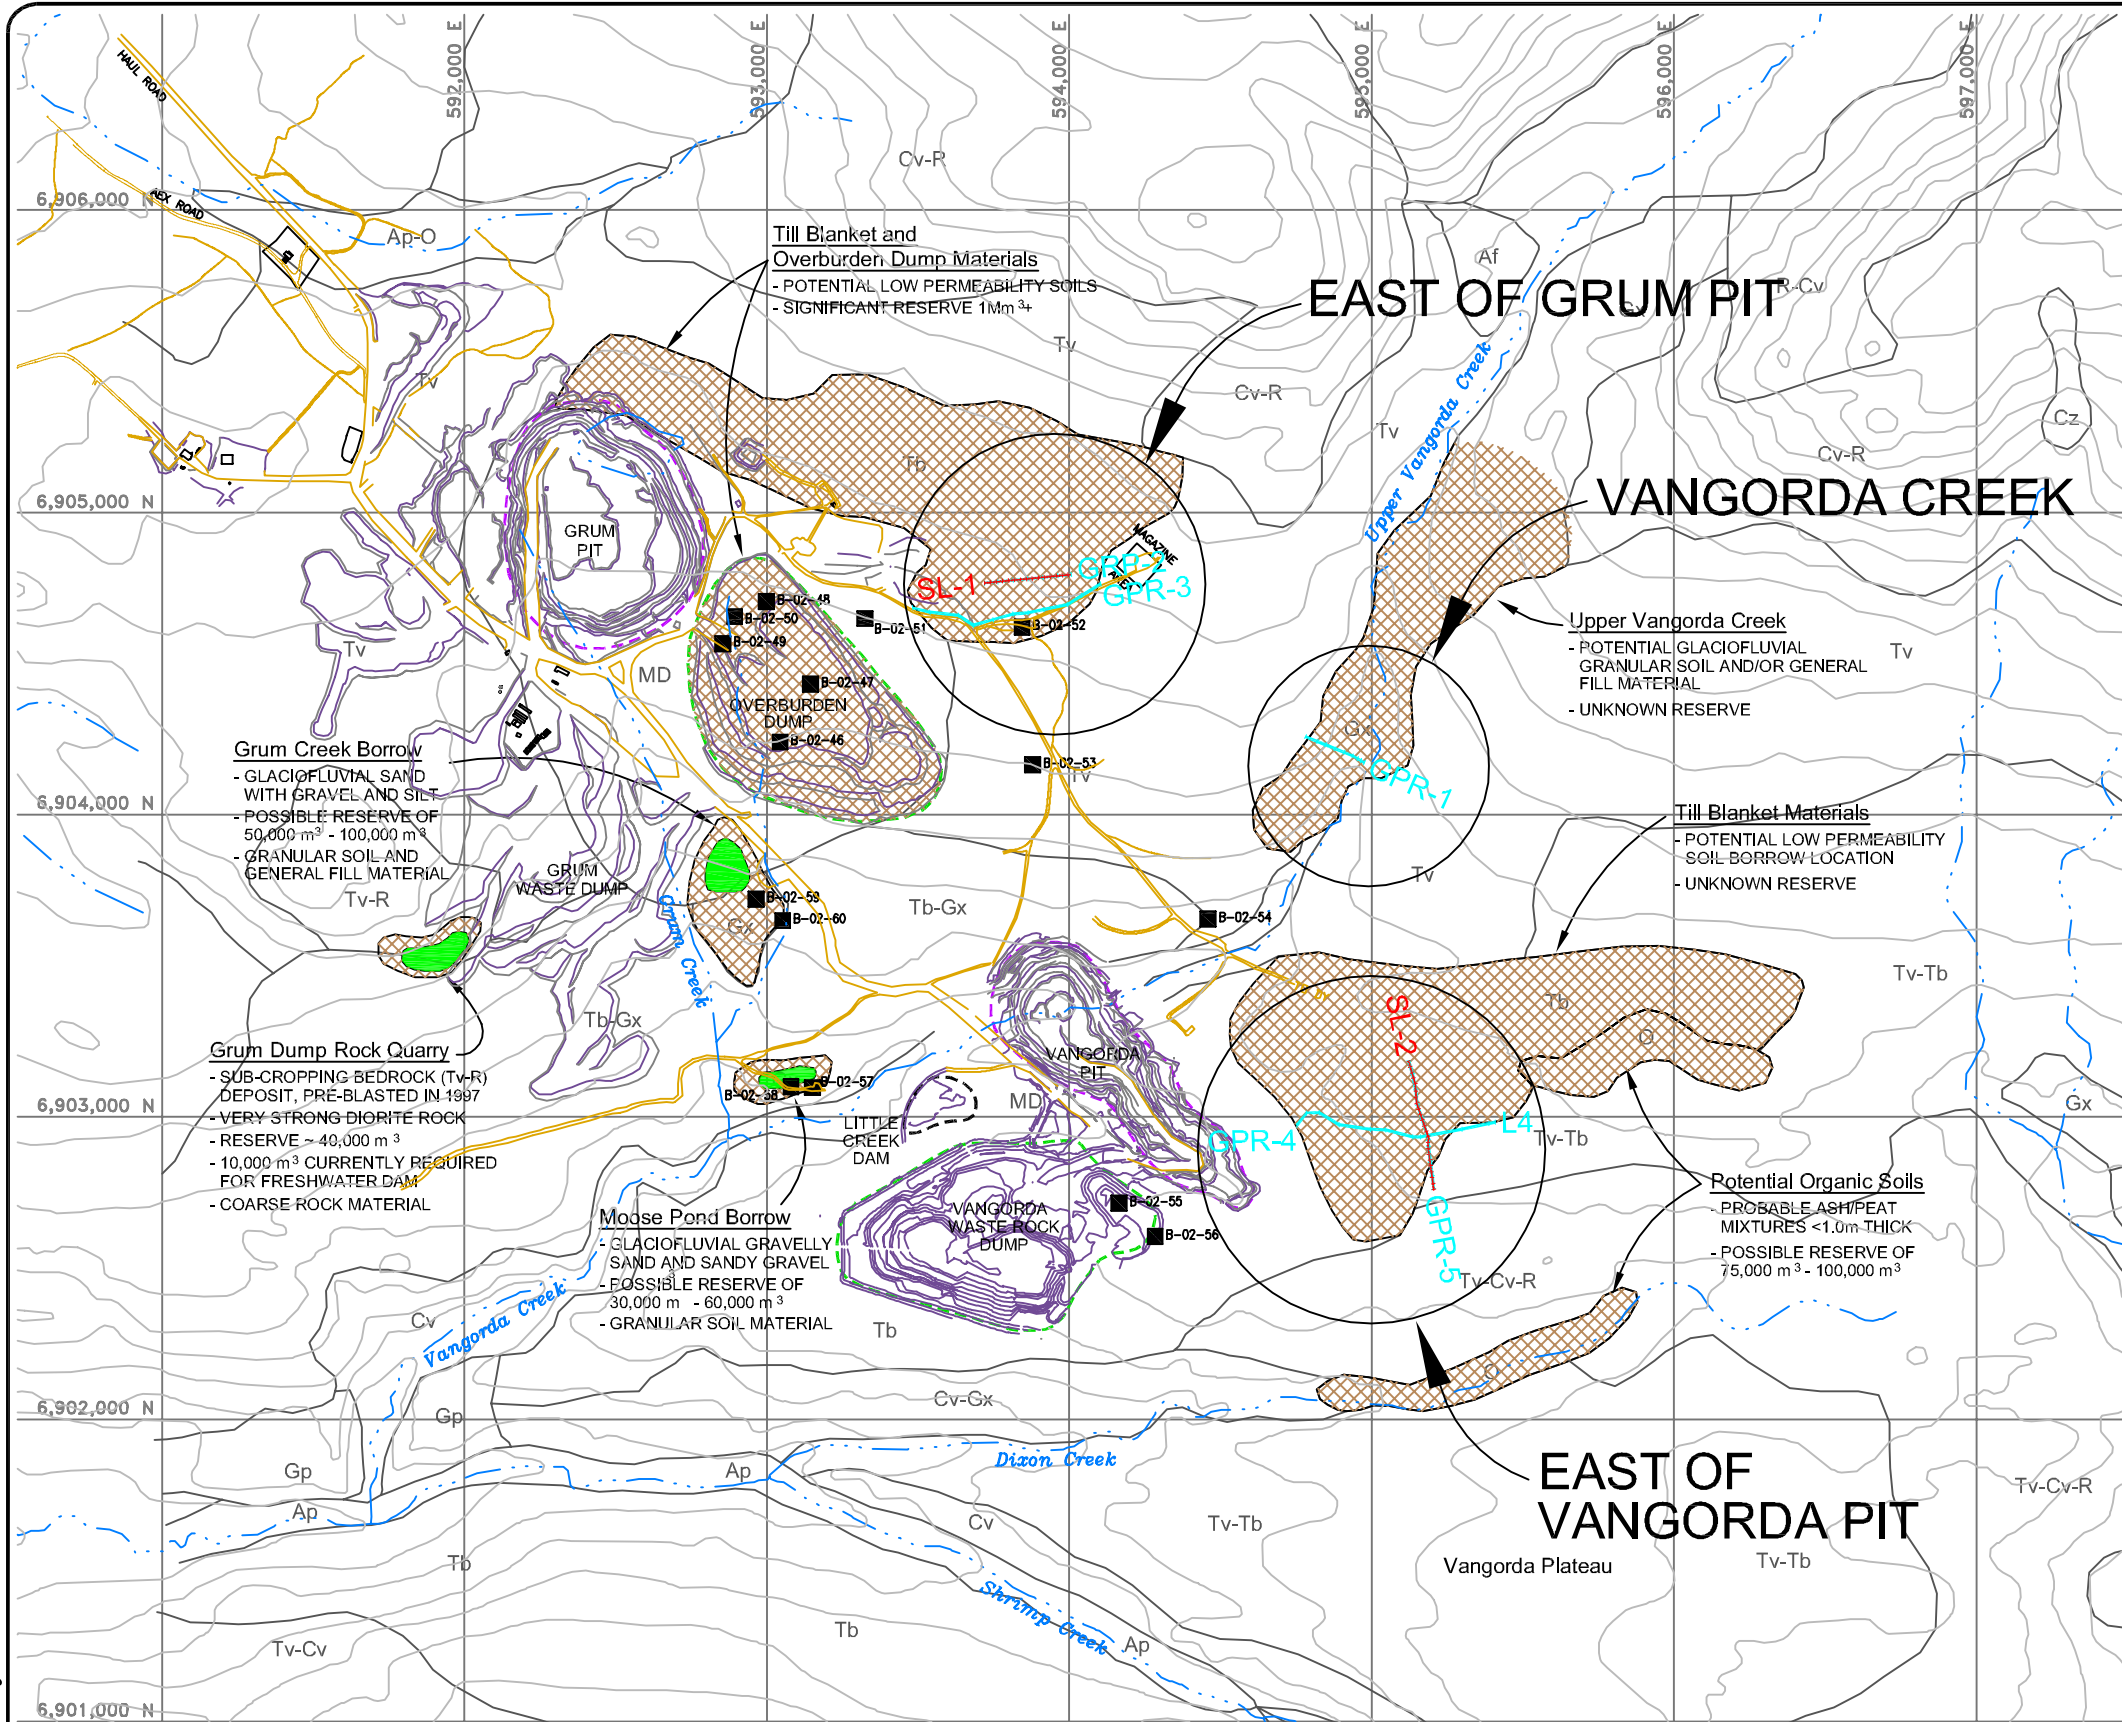 592,000 E
593,000 E
594,000 E
595,000 E
596,000 E
597,000 E
HAUL ROAD
AEX ROAD
6,906,000 N
Ap-O
Cv-R
Af
R-Cv
Gx
Till Blanket and
Overburden Dump Materials
- POTENTIAL LOW PERMEABILITY SOILS
- SIGNIFICANT RESERVE 1Mm³+
EAST OF GRUM PIT
Tv
Tv
Cv-R
Tv
Cz
Cv-R
Upper Vangorda Creek
Tb
6,905,000 N
VANGORDA CREEK
GRUM
PIT
MAGAZINE
AREA
SL-1
GRP-2
GPR-3
B-02-48
B-02-50
B-02-51
B-02-52
B-02-49
Tv
MD
B-02-47
OVERBURDEN
DUMP
B-02-46
B-02-53
Tv
Gx
GPR-1
Upper Vangorda Creek
- POTENTIAL GLACIOFLUVIAL
GRANULAR SOIL AND/OR GENERAL
FILL MATERIAL
- UNKNOWN RESERVE
Tv
Grum Creek Borrow
- GLACIOFLUVIAL SAND
WITH GRAVEL AND SILT
- POSSIBLE RESERVE OF
50,000 m³ - 100,000 m³
- GRANULAR SOIL AND
GENERAL FILL MATERIAL
6,904,000 N
Till Blanket Materials
- POTENTIAL LOW PERMEABILITY
SOIL BORROW LOCATION
- UNKNOWN RESERVE
GRUM
WASTE DUMP
Tv-R
Tv
B-02-59
B-02-60
Gx
Tb-Gx
B-02-54
Grum Creek
Tv-Tb
Tb
O
Tb-Gx
SL-2
VANGORDA
PIT
Grum Dump Rock Quarry
- SUB-CROPPING BEDROCK (Tv-R)
DEPOSIT, PRE-BLASTED IN 1997
- VERY STRONG DIORITE ROCK
- RESERVE ~ 40,000 m³
- 10,000 m³ CURRENTLY REQUIRED
FOR FRESHWATER DAM
- COARSE ROCK MATERIAL
B-02-57
B-02-58
6,903,000 N
MD
LITTLE
CREEK
DAM
GPR-4
L4
Tv-Tb
Gx
Potential Organic Soils
- PROBABLE ASH/PEAT
MIXTURES <1.0m THICK
- POSSIBLE RESERVE OF
75,000 m³ - 100,000 m³
Moose Pond Borrow
- GLACIOFLUVIAL GRAVELLY
SAND AND SANDY GRAVEL
- POSSIBLE RESERVE OF
30,000 m³ - 60,000 m³
- GRANULAR SOIL MATERIAL
VANGORDA
WASTE ROCK
DUMP
B-02-55
B-02-56
GPR-5
Tv-Cv-R
Cv
Vangorda Creek
Tb
O
Cv-Gx
6,902,000 N
Gp
Gp
Ap
Ap
Dixon Creek
EAST OF
VANGORDA PIT
Vangorda Plateau
Tv-Cv-R
Cv
Tv-Tb
Tv-Tb
Tb
Shrimp Creek
Tb
Ap
Tv-Cv
6,901,000 N